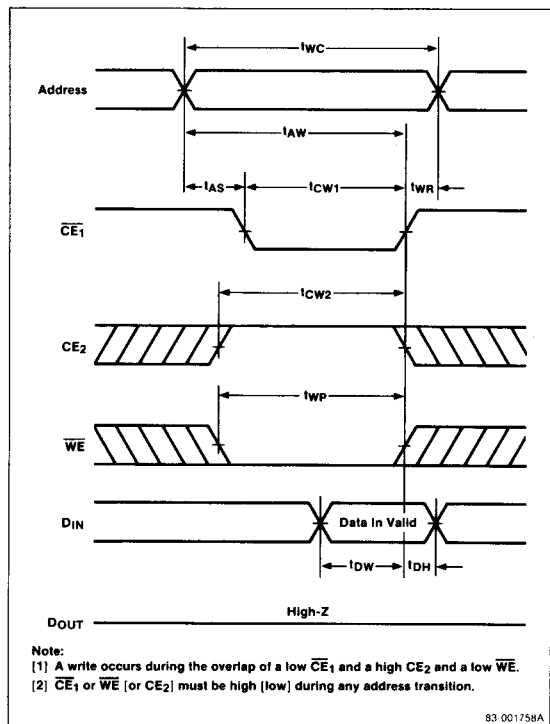 tWC
Address
tAW
tAS
tCW1
tWR
CE1
tCW2
CE2
tWP
WE
DIN
Data In Valid
tDW
tDH
High-Z
DOUT
Note:
[1] A write occurs during the overlap of a low CE1 and a high CE2 and a low WE.
[2] CE1 or WE [or CE2] must be high [low] during any address transition.
83-001758A